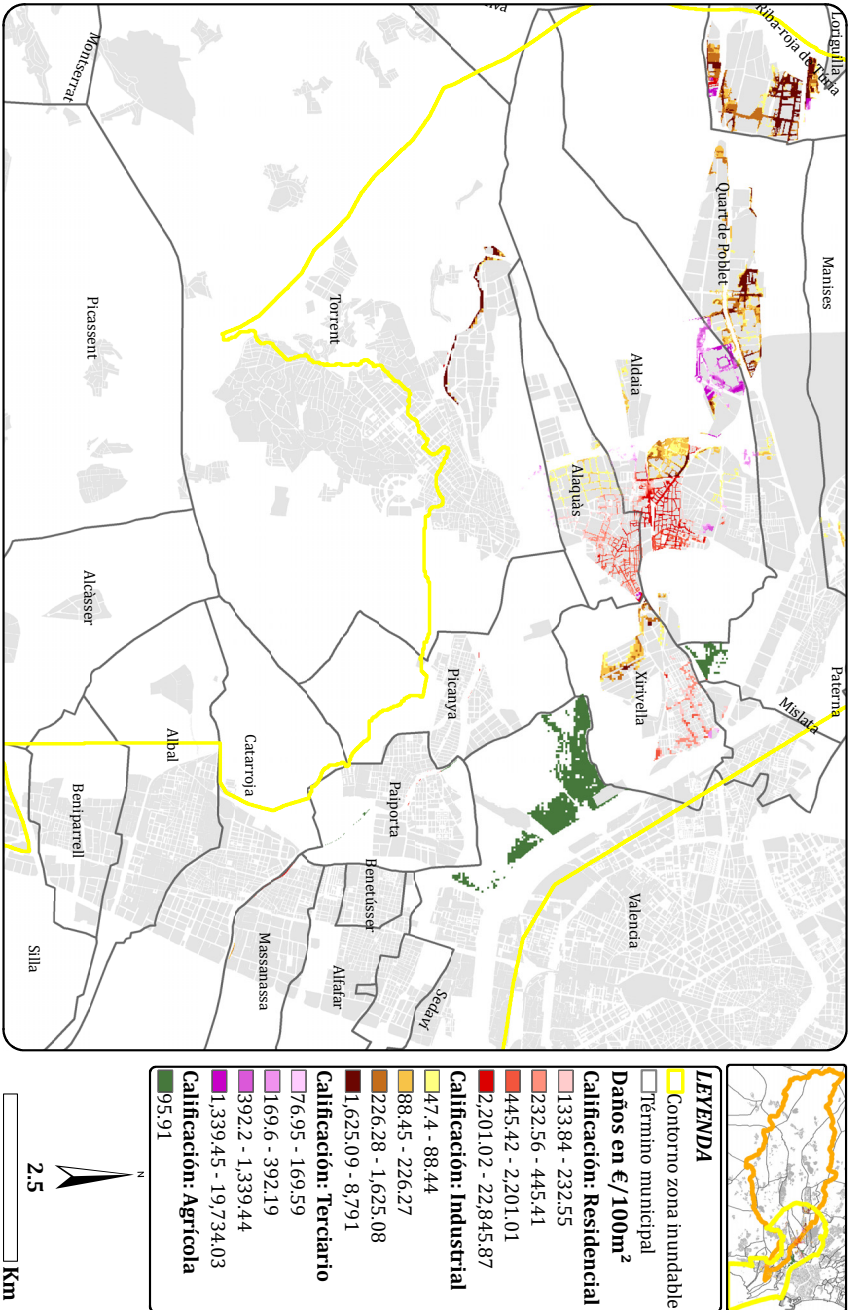 Loriguilla
Riba-roja de Túria
Manises
Paterna
Mislata
Quart de Poblet
Aldaia
Alaquàs
Xirivella
Valencia
Montserrat
Torrent
Picanya
Paiporta
Benetússer
Sedaví
Alfafar
Massanassa
Catarroja
Picassent
Alcàsser
Albal
Beniparrell
Silla
LEYENDA
Contorno zona inundable
Término municipal
Daños en €/100m²
Calificación: Residencial
133.84 - 232.55
232.56 - 445.41
445.42 - 2,201.01
2,201.02 - 22,845.87
Calificación: Industrial
47.4 - 88.44
88.45 - 226.27
226.28 - 1,625.08
1,625.09 - 8,791
Calificación: Terciario
76.95 - 169.59
169.6 - 392.19
392.2 - 1,339.44
1,339.45 - 19,734.03
Calificación: Agrícola
95.91
N
2.5
Km